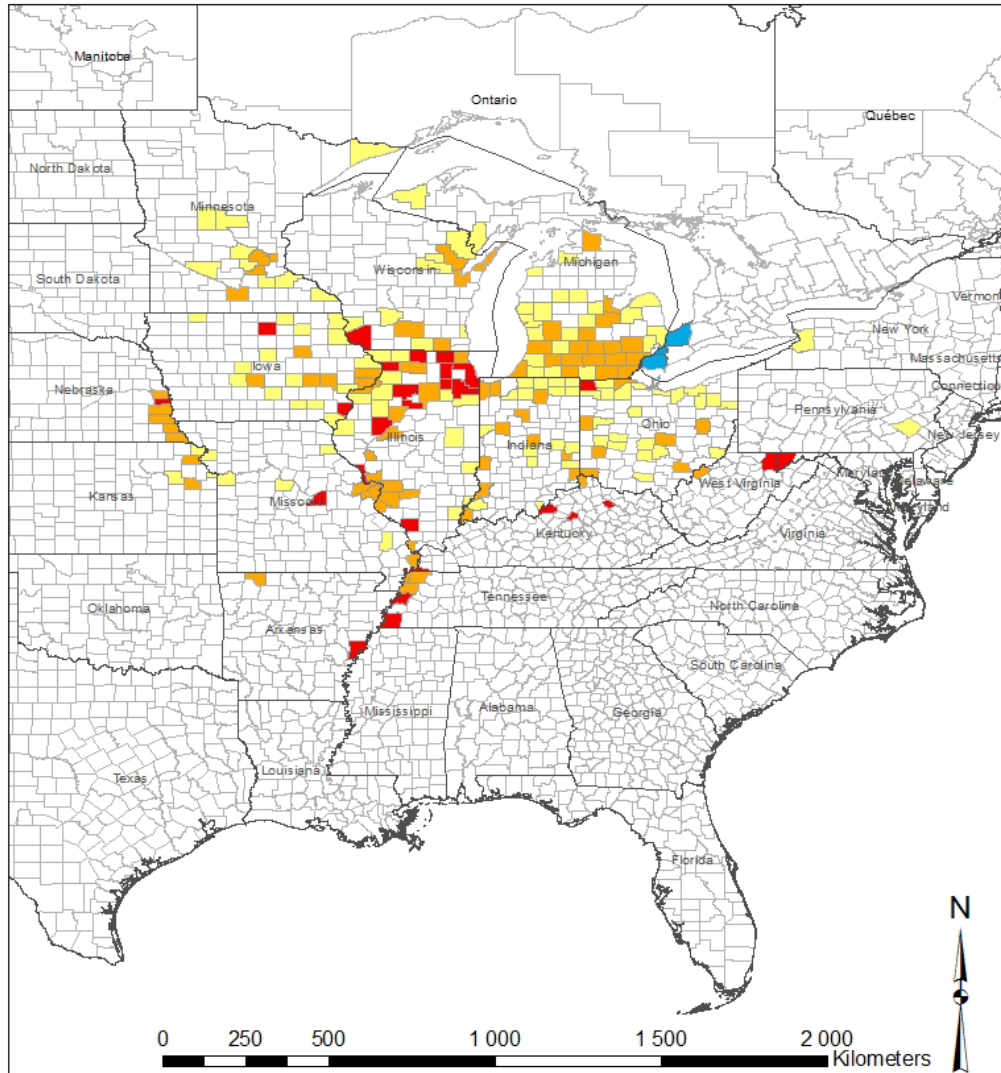 Manitoba
Ontario
Québec
North Dakota
Minnesota
South Dakota
Wisconsin
Michigan
Vermont
New York
Massachusetts
Iowa
Nebraska
Connecticut
Pennsylvania
Ohio
New Jersey
Illinois
Indiana
West Virginia
Maryland
Delaware
Kansas
Missouri
Maryland
Kentucky
Virginia
Oklahoma
Tennessee
North Carolina
Arkansas
South Carolina
Mississippi
Alabama
Georgia
Texas
Louisiana
Florida
N
0 250 500 1 000 1 500 2 000
Kilometers